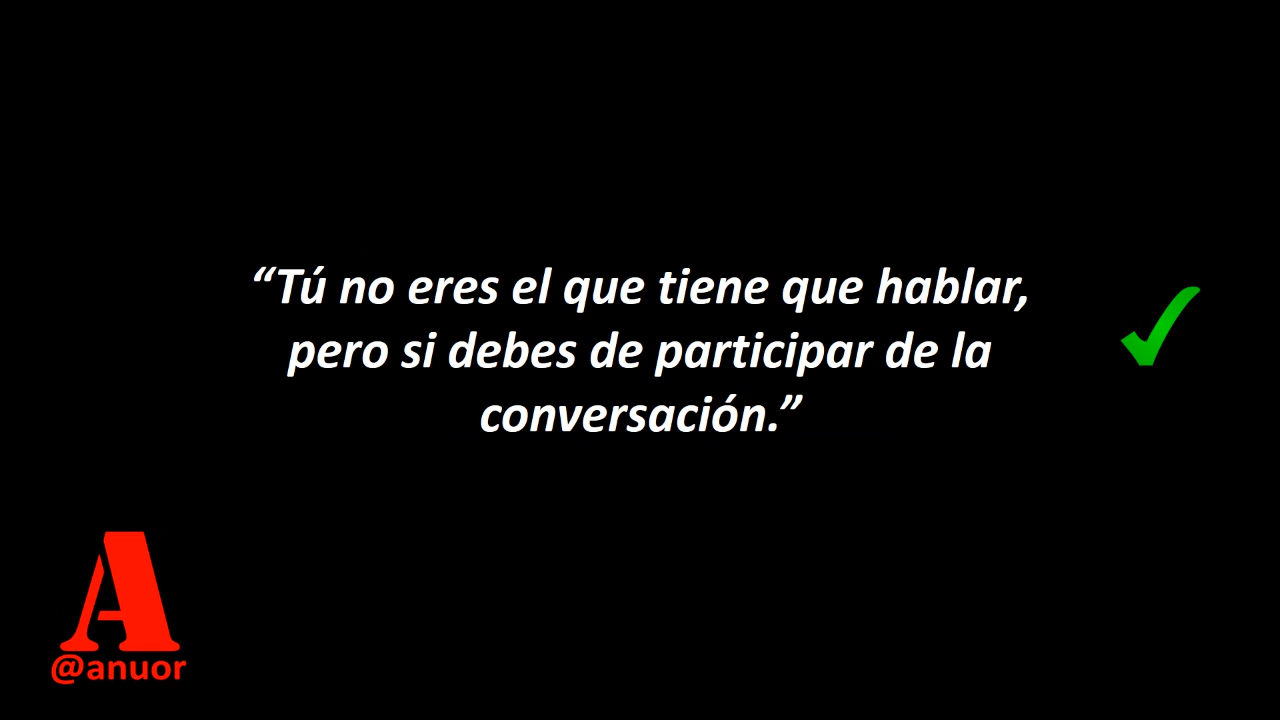 “Tú no eres el que tiene que hablar,
pero si debes de participar de la
conversación.”
A
@anuor